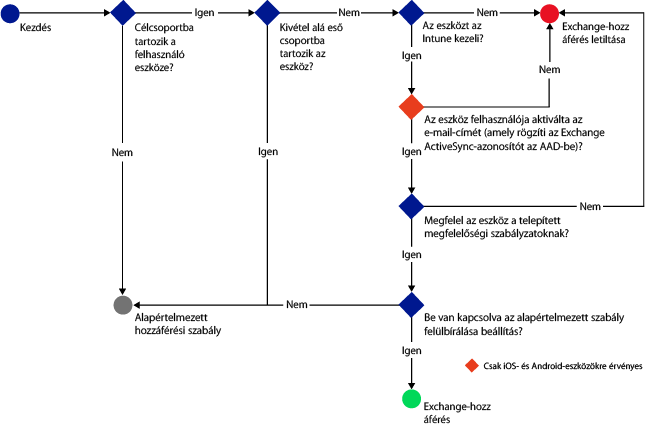 Kezdés
Igen
Célcsoportba
tartozik a
felhasználó
eszköze?
Nem
Kivétel alá eső
csoportba
tartozik az
eszköz?
Nem
Az eszközt az
Intune kezeli?
Nem
Exchange-hozz
áférés letiltása
Igen
Nem
Az eszköz felhasználója aktiválta az
e-mail-címét (amely rögzíti az Exchange
ActiveSync-azonosítót az AAD-be)?
Nem
Igen
Igen
Nem
Megfelel az eszköz a telepített
megfelelőségi szabályzatoknak?
Igen
Nem
Alapértelmezett
hozzáférési szabály
Be van kapcsolva az alapértelmezett szabály
felülbírálása beállítás?
Igen
Csak iOS- és Android-eszközökre érvényes
Exchange-hozz
áférés